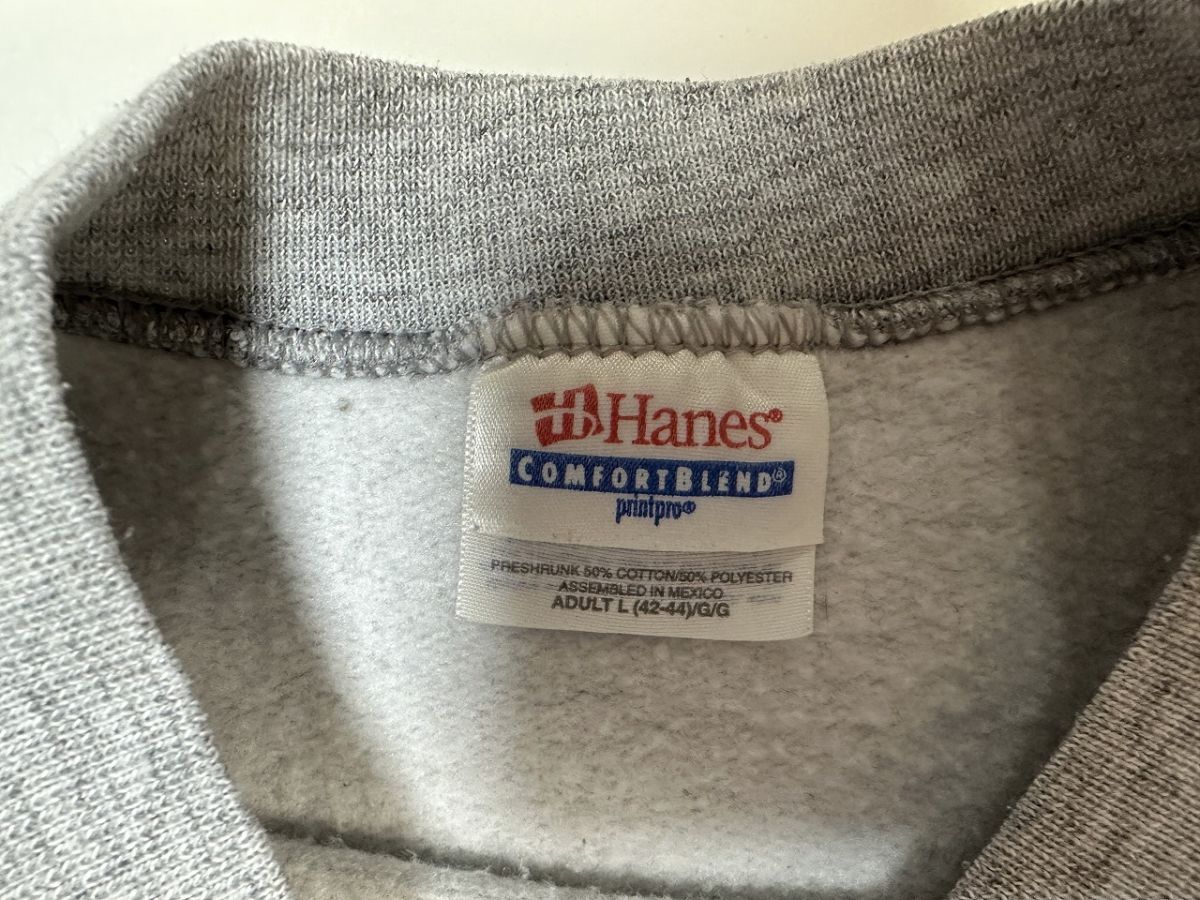 Hanes®
COMFORTBLEND®
printpro®
PRESHRUNK 50% COTTON/50% POLYESTER
ASSEMBLED IN MEXICO
ADULT L (42-44)/G/G